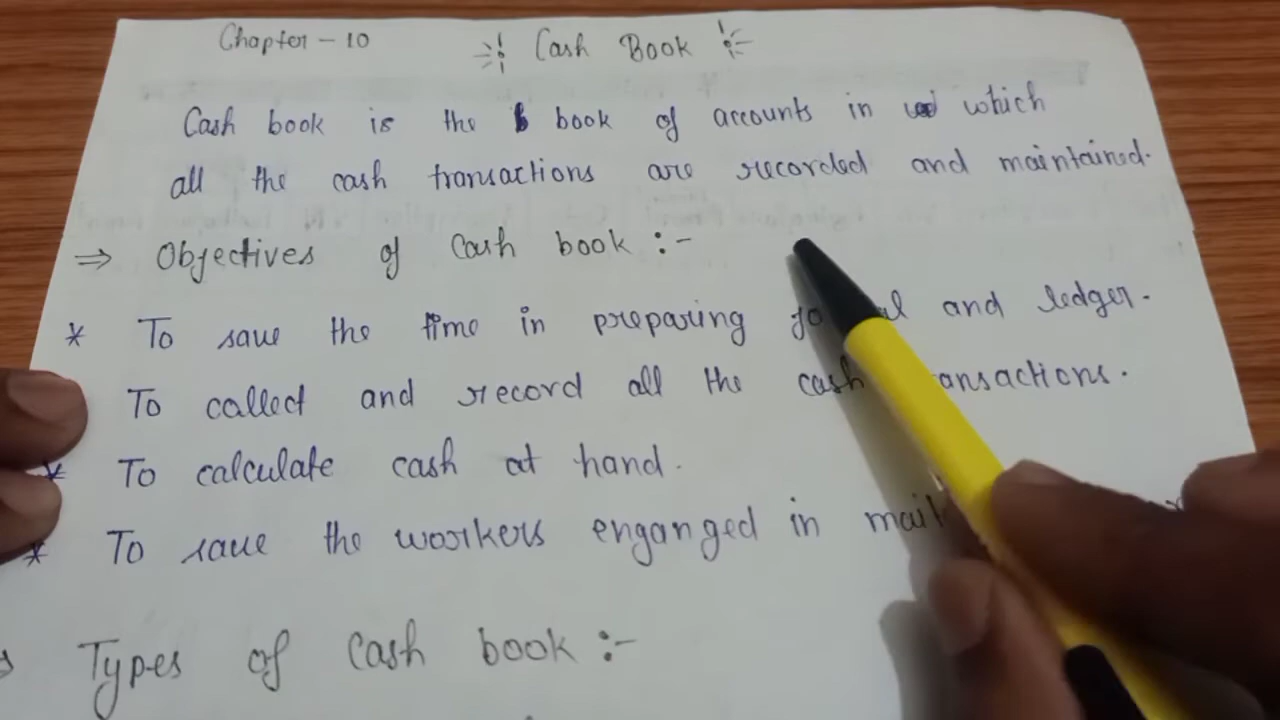 Chapter - 10 Cash Book
Cash book is the book of accounts in which
all the cash transactions are recorded and maintained.
⇒ Objectives of Cash book :-
* To save the time in preparing and ledger.
To callect and record all the cash transactions.
* To calculate cash at hand.
* To save the workers enganged in
Types of Cash book :-